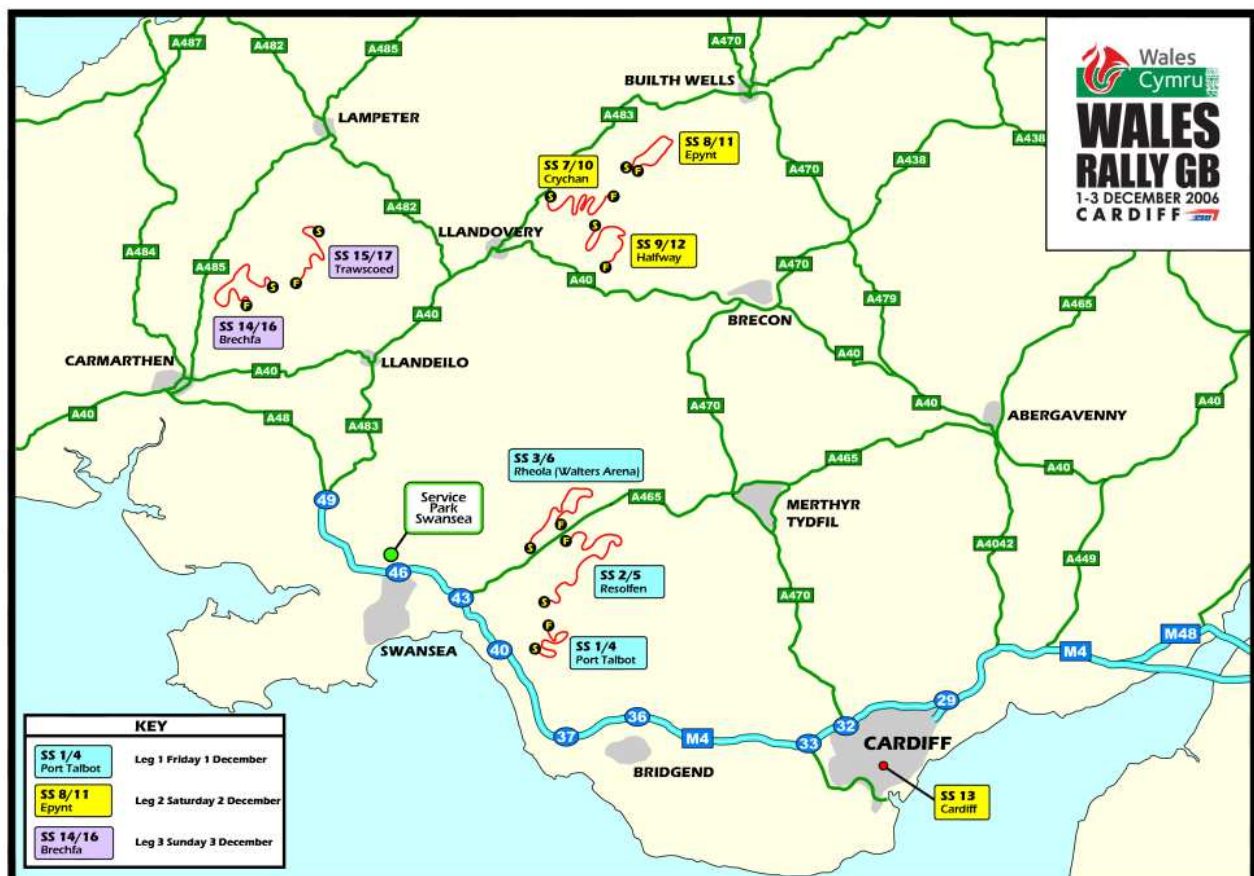 A487
A482
A485
A470
BUILTH WELLS
Wales
Cymru
WALES
RALLY GB
1-3 DECEMBER 2006
CARDIFF
LAMPETER
A483
SS 8/11
Epynt
A438
A438
SS 7/10
Crychan
A470
A482
LLANDOVERY
A484
SS 15/17
Trawscoed
SS 9/12
Halfway
A485
A40
A470
A479
A465
BRECON
A40
SS 14/16
Brechfa
CARMARTHEN
A40
LLANDEILO
A40
A40
A48
A483
A470
A40
A40
ABERGAVENNY
SS 3/6
Rheola (Walters Arena)
A465
A40
Service
Park
Swansea
A465
MERTHYR
TYDFIL
49
A4042
A449
46
SS 2/5
Resolfen
43
A470
SWANSEA
40
SS 1/4
Port Talbot
M48
M4
29
36
37
M4
33
32
CARDIFF
BRIDGEND
SS 13
Cardiff
KEY
SS 1/4
Port Talbot
Leg 1 Friday 1 December
SS 8/11
Epynt
Leg 2 Saturday 2 December
SS 14/16
Brechfa
Leg 3 Sunday 3 December
S
F
S
F
S
F
S
F
S
F
S
F
S
F
S
F